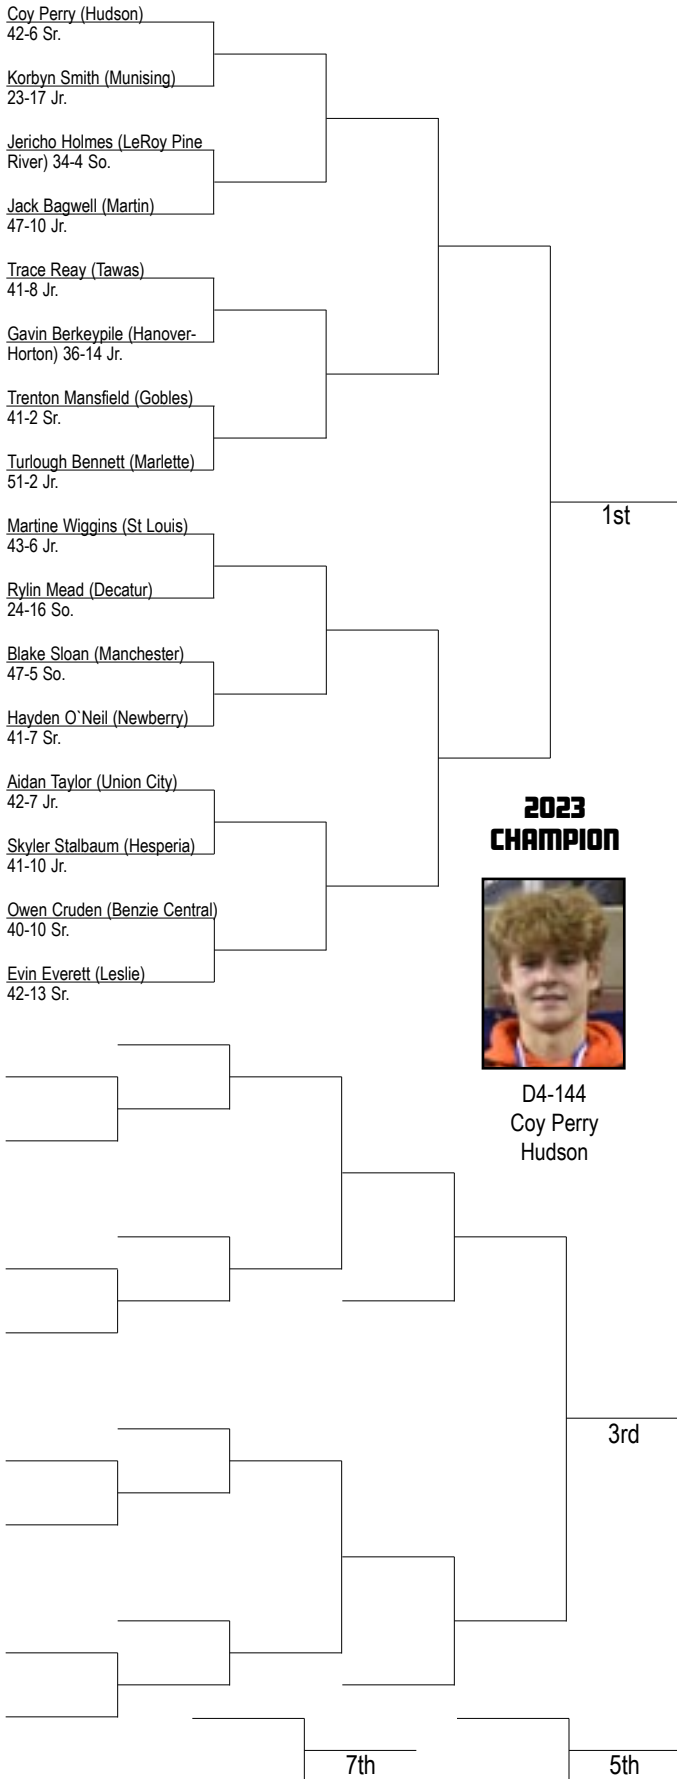 Coy Perry (Hudson)
42-6 Sr.
Korbyn Smith (Munising)
23-17 Jr.
Jericho Holmes (LeRoy Pine
River) 34-4 So.
Jack Bagwell (Martin)
47-10 Jr.
Trace Reay (Tawas)
41-8 Jr.
Gavin Berkeypile (Hanover-
Horton) 36-14 Jr.
Trenton Mansfield (Gobles)
41-2 Sr.
Turlough Bennett (Marlette)
51-2 Jr.
Martine Wiggins (St Louis)
43-6 Jr.
Rylin Mead (Decatur)
24-16 So.
Blake Sloan (Manchester)
47-5 So.
Hayden O`Neil (Newberry)
41-7 Sr.
Aidan Taylor (Union City)
42-7 Jr.
Skyler Stalbaum (Hesperia)
41-10 Jr.
Owen Cruden (Benzie Central)
40-10 Sr.
Evin Everett (Leslie)
42-13 Sr.
1st
2023
CHAMPION
D4-144
Coy Perry
Hudson
3rd
7th
5th